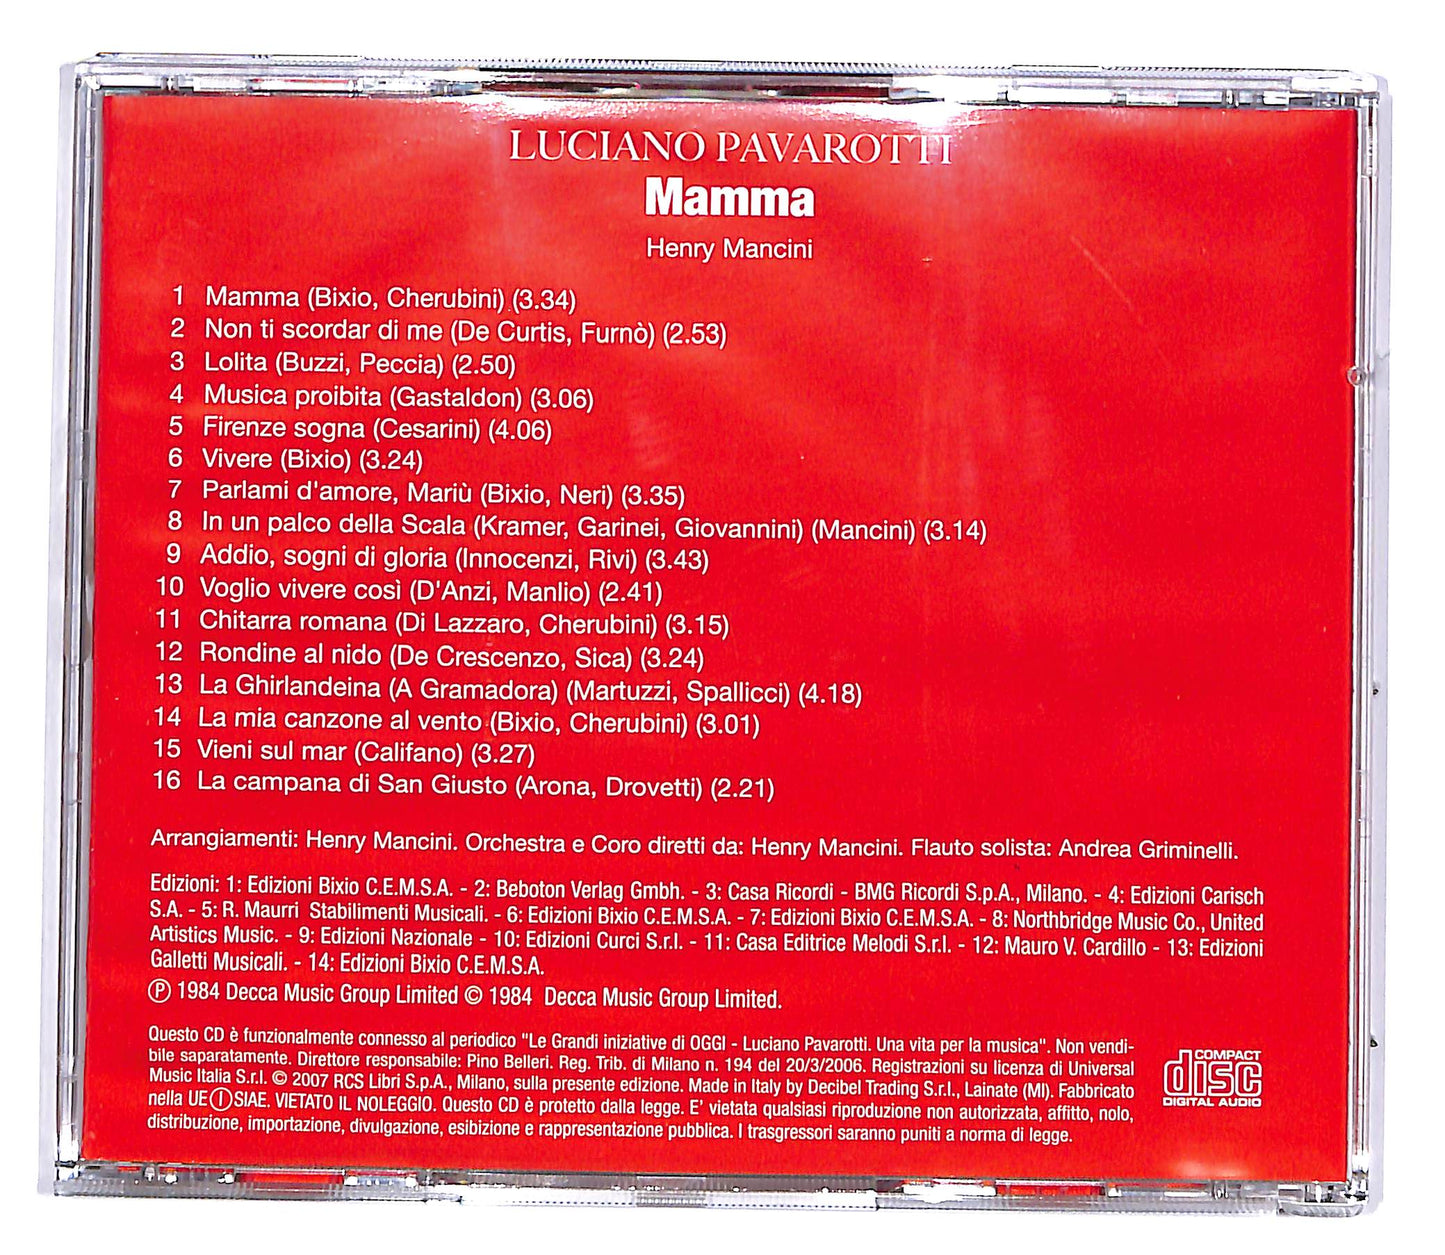 LUCIANO PAVAROTTI
Mamma
Henry Mancini
1 Mamma (Bixio, Cherubini) (3.34)
2 Non ti scordar di me (De Curtis, Furnò) (2.53)
3 Lolita (Buzzi, Peccia) (2.50)
4 Musica proibita (Gastaldon) (3.06)
5 Firenze sogna (Cesarini) (4.06)
6 Vivere (Bixio) (3.24)
7 Parlami d'amore, Mariù (Bixio, Neri) (3.35)
8 In un palco della Scala (Kramer, Garinei, Giovannini) (Mancini) (3.14)
9 Addio, sogni di gloria (Innocenzi, Rivi) (3.43)
10 Voglio vivere così (D'Anzi, Manlio) (2.41)
11 Chitarra romana (Di Lazzaro, Cherubini) (3.15)
12 Rondine al nido (De Crescenzo, Sica) (3.24)
13 La Ghirlandeina (A Gramadora) (Martuzzi, Spallicci) (4.18)
14 La mia canzone al vento (Bixio, Cherubini) (3.01)
15 Vieni sul mar (Califano) (3.27)
16 La campana di San Giusto (Arona, Drovetti) (2.21)
Arrangiamenti: Henry Mancini. Orchestra e Coro diretti da: Henry Mancini. Flauto solista: Andrea Griminelli.
Edizioni: 1: Edizioni Bixio C.E.M.S.A. - 2: Beboton Verlag Gmbh. - 3: Casa Ricordi - BMG Ricordi S.p.A., Milano. - 4: Edizioni Carisch
S.A. - 5: R. Maurri Stabilimenti Musicali. - 6: Edizioni Bixio C.E.M.S.A. - 7: Edizioni Bixio C.E.M.S.A. - 8: Northbridge Music Co., United
Artistics Music. - 9: Edizioni Nazionale - 10: Edizioni Curci S.r.l. - 11: Casa Editrice Melodi S.r.l. - 12: Mauro V. Cardillo - 13: Edizioni
Galletti Musicali. - 14: Edizioni Bixio C.E.M.S.A.
℗ 1984 Decca Music Group Limited © 1984 Decca Music Group Limited.
Questo CD è funzionalmente connesso al periodico "Le Grandi iniziative di OGGI - Luciano Pavarotti. Una vita per la musica". Non vendi-
bile saparatamente. Direttore responsabile: Pino Belleri. Reg. Trib. di Milano n. 194 del 20/3/2006. Registrazioni su licenza di Universal
Music Italia S.r.l. © 2007 RCS Libri S.p.A., Milano, sulla presente edizione. Made in Italy by Decibel Trading S.r.l., Lainate (MI). Fabbricato
nella UE Ⓘ SIAE. VIETATO IL NOLEGGIO. Questo CD è protetto dalla legge. E' vietata qualsiasi riproduzione non autorizzata, affitto, nolo,
distribuzione, importazione, divulgazione, esibizione e rappresentazione pubblica. I trasgressori saranno puniti a norma di legge.
COMPACT
disc
DIGITAL AUDIO